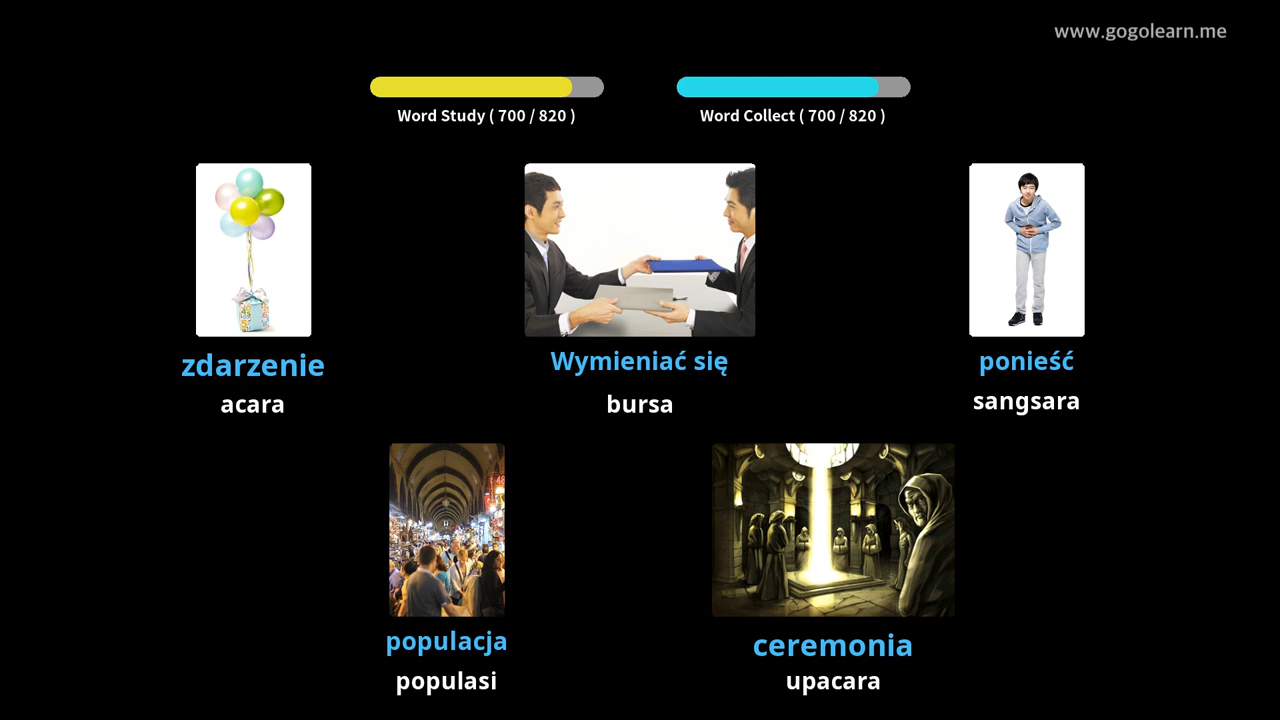 www.gogolearn.me
Word Study ( 700 / 820 )
Word Collect ( 700 / 820 )
zdarzenie
acara
Wymieniać się
bursa
ponieść
sangsara
populacja
populasi
ceremonia
upacara